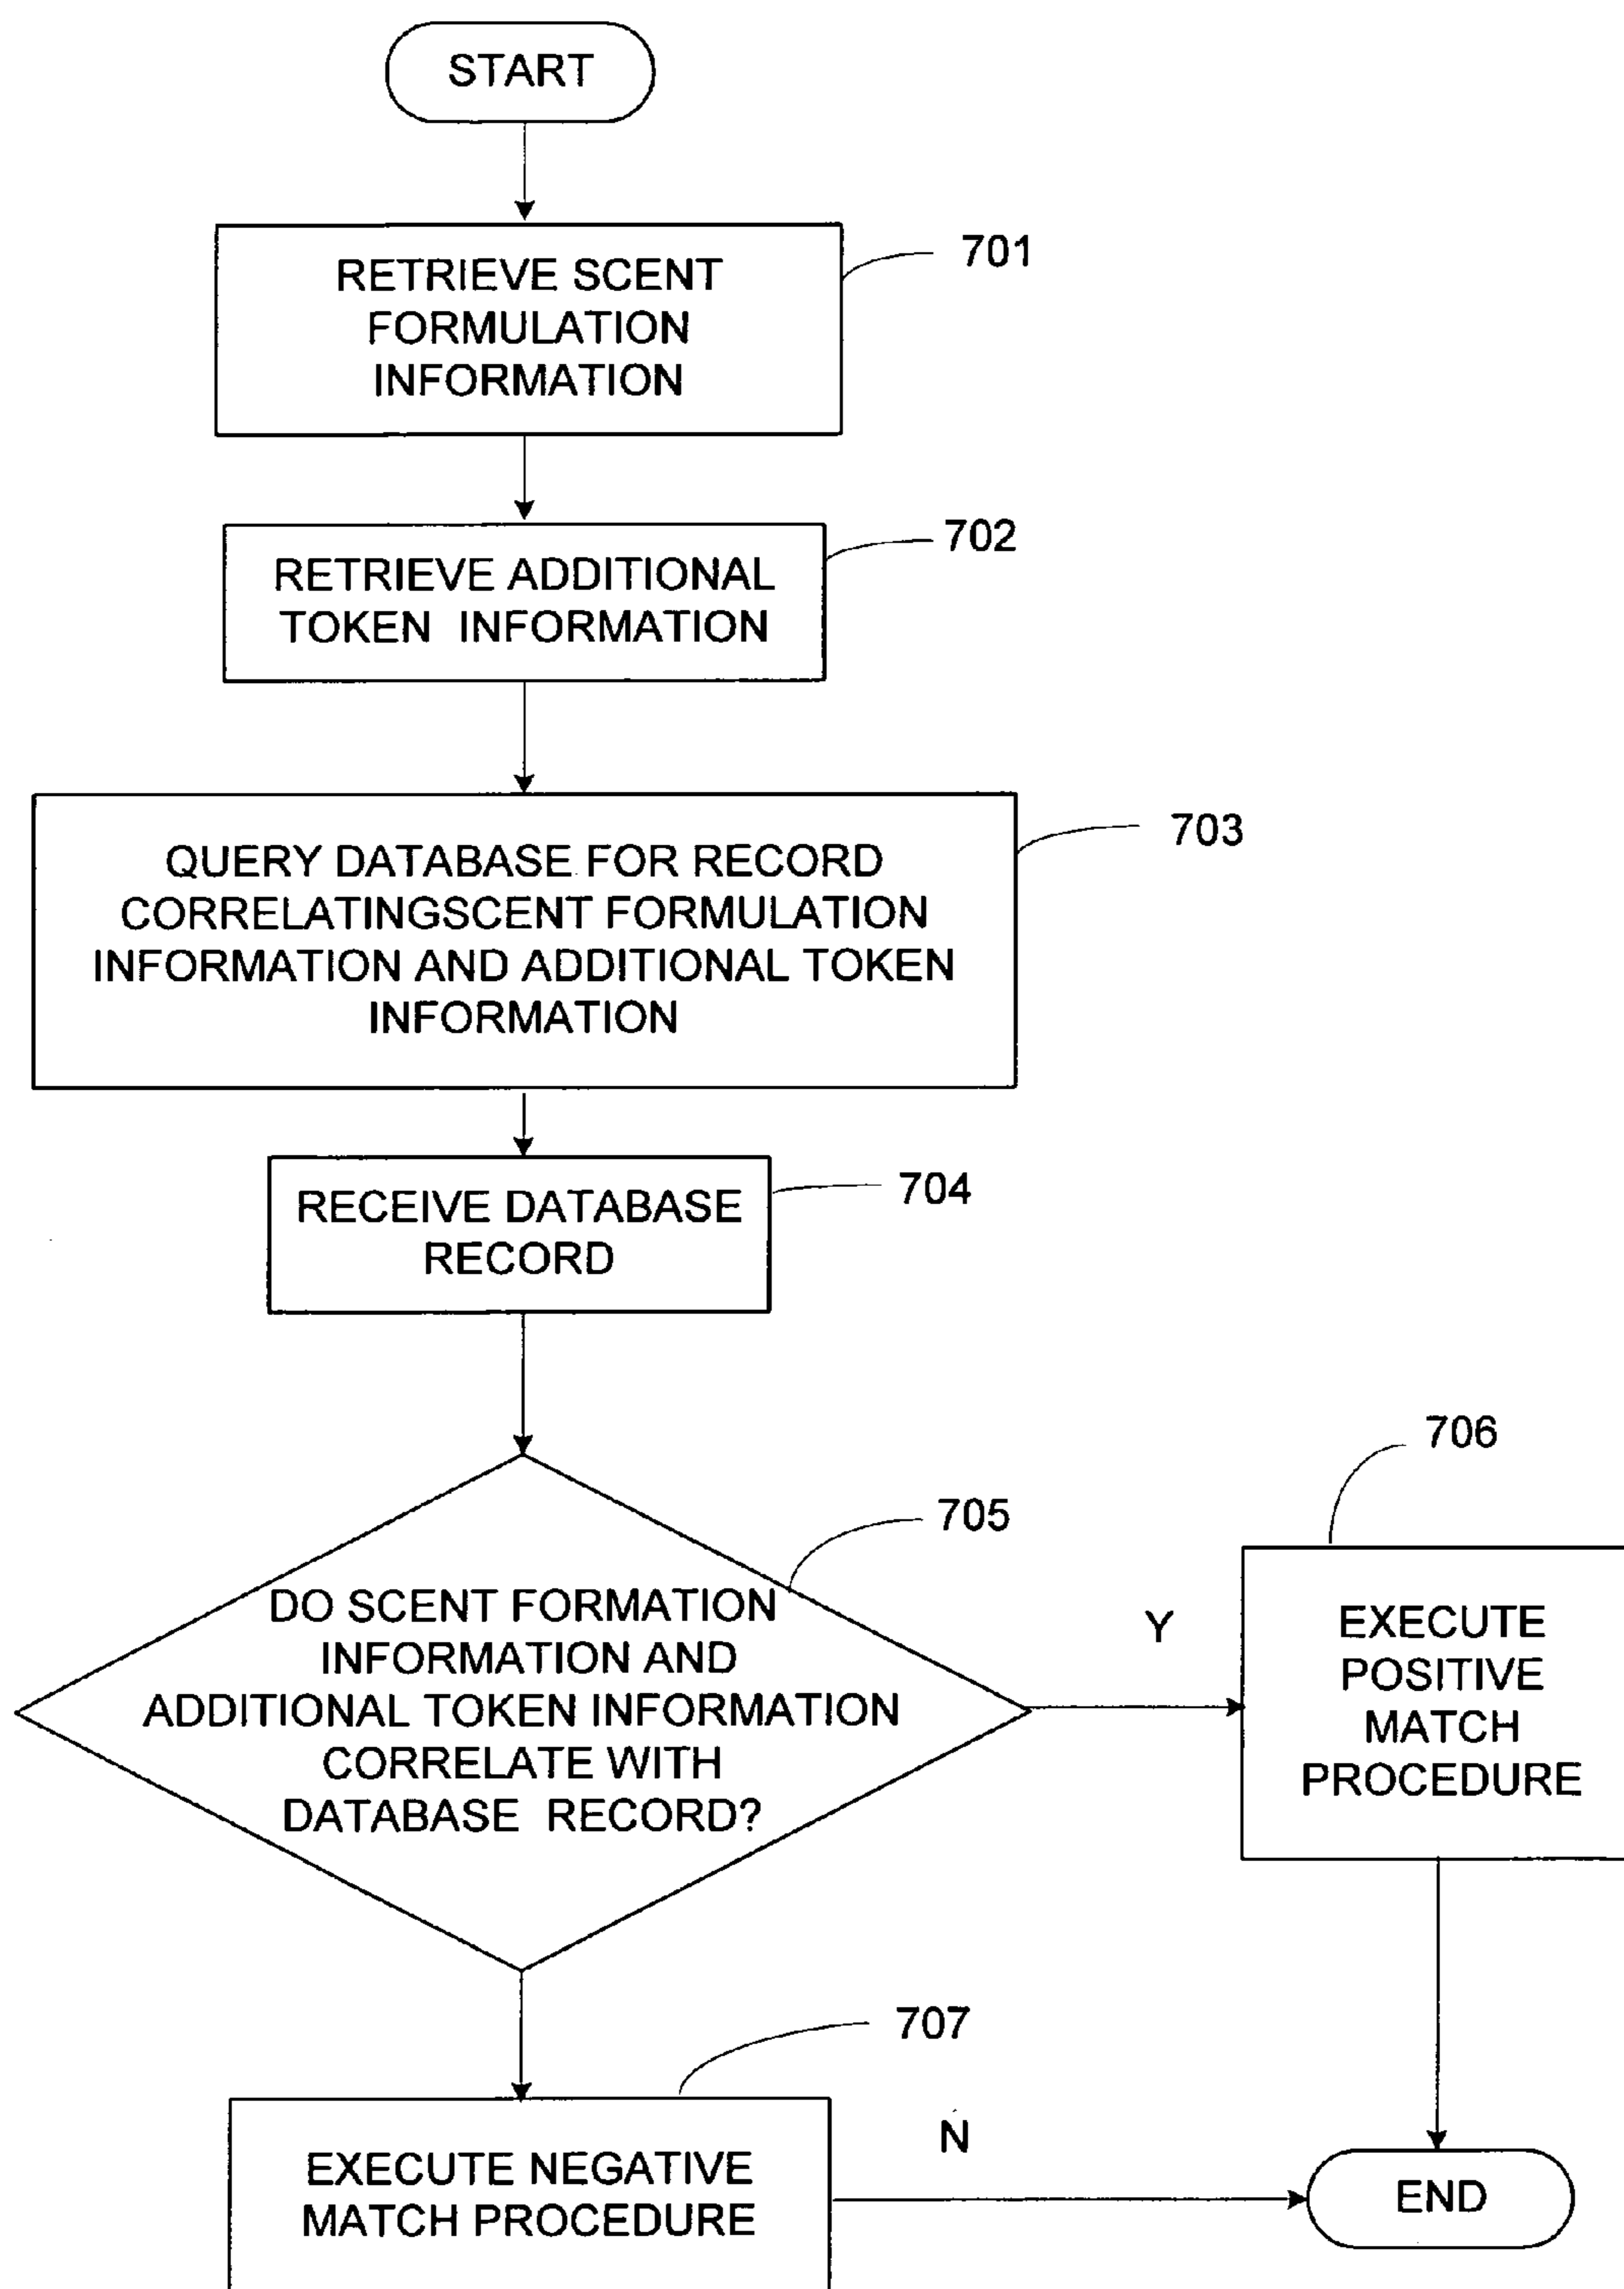 START
RETRIEVE SCENT
FORMULATION
INFORMATION
701
RETRIEVE ADDITIONAL
TOKEN INFORMATION
702
QUERY DATABASE FOR RECORD
CORRELATINGSCENT FORMULATION
INFORMATION AND ADDITIONAL TOKEN
INFORMATION
703
RECEIVE DATABASE
RECORD
704
DO SCENT FORMATION
INFORMATION AND
ADDITIONAL TOKEN INFORMATION
CORRELATE WITH
DATABASE RECORD?
705
Y
706
EXECUTE
POSITIVE
MATCH
PROCEDURE
707
EXECUTE NEGATIVE
MATCH PROCEDURE
N
END